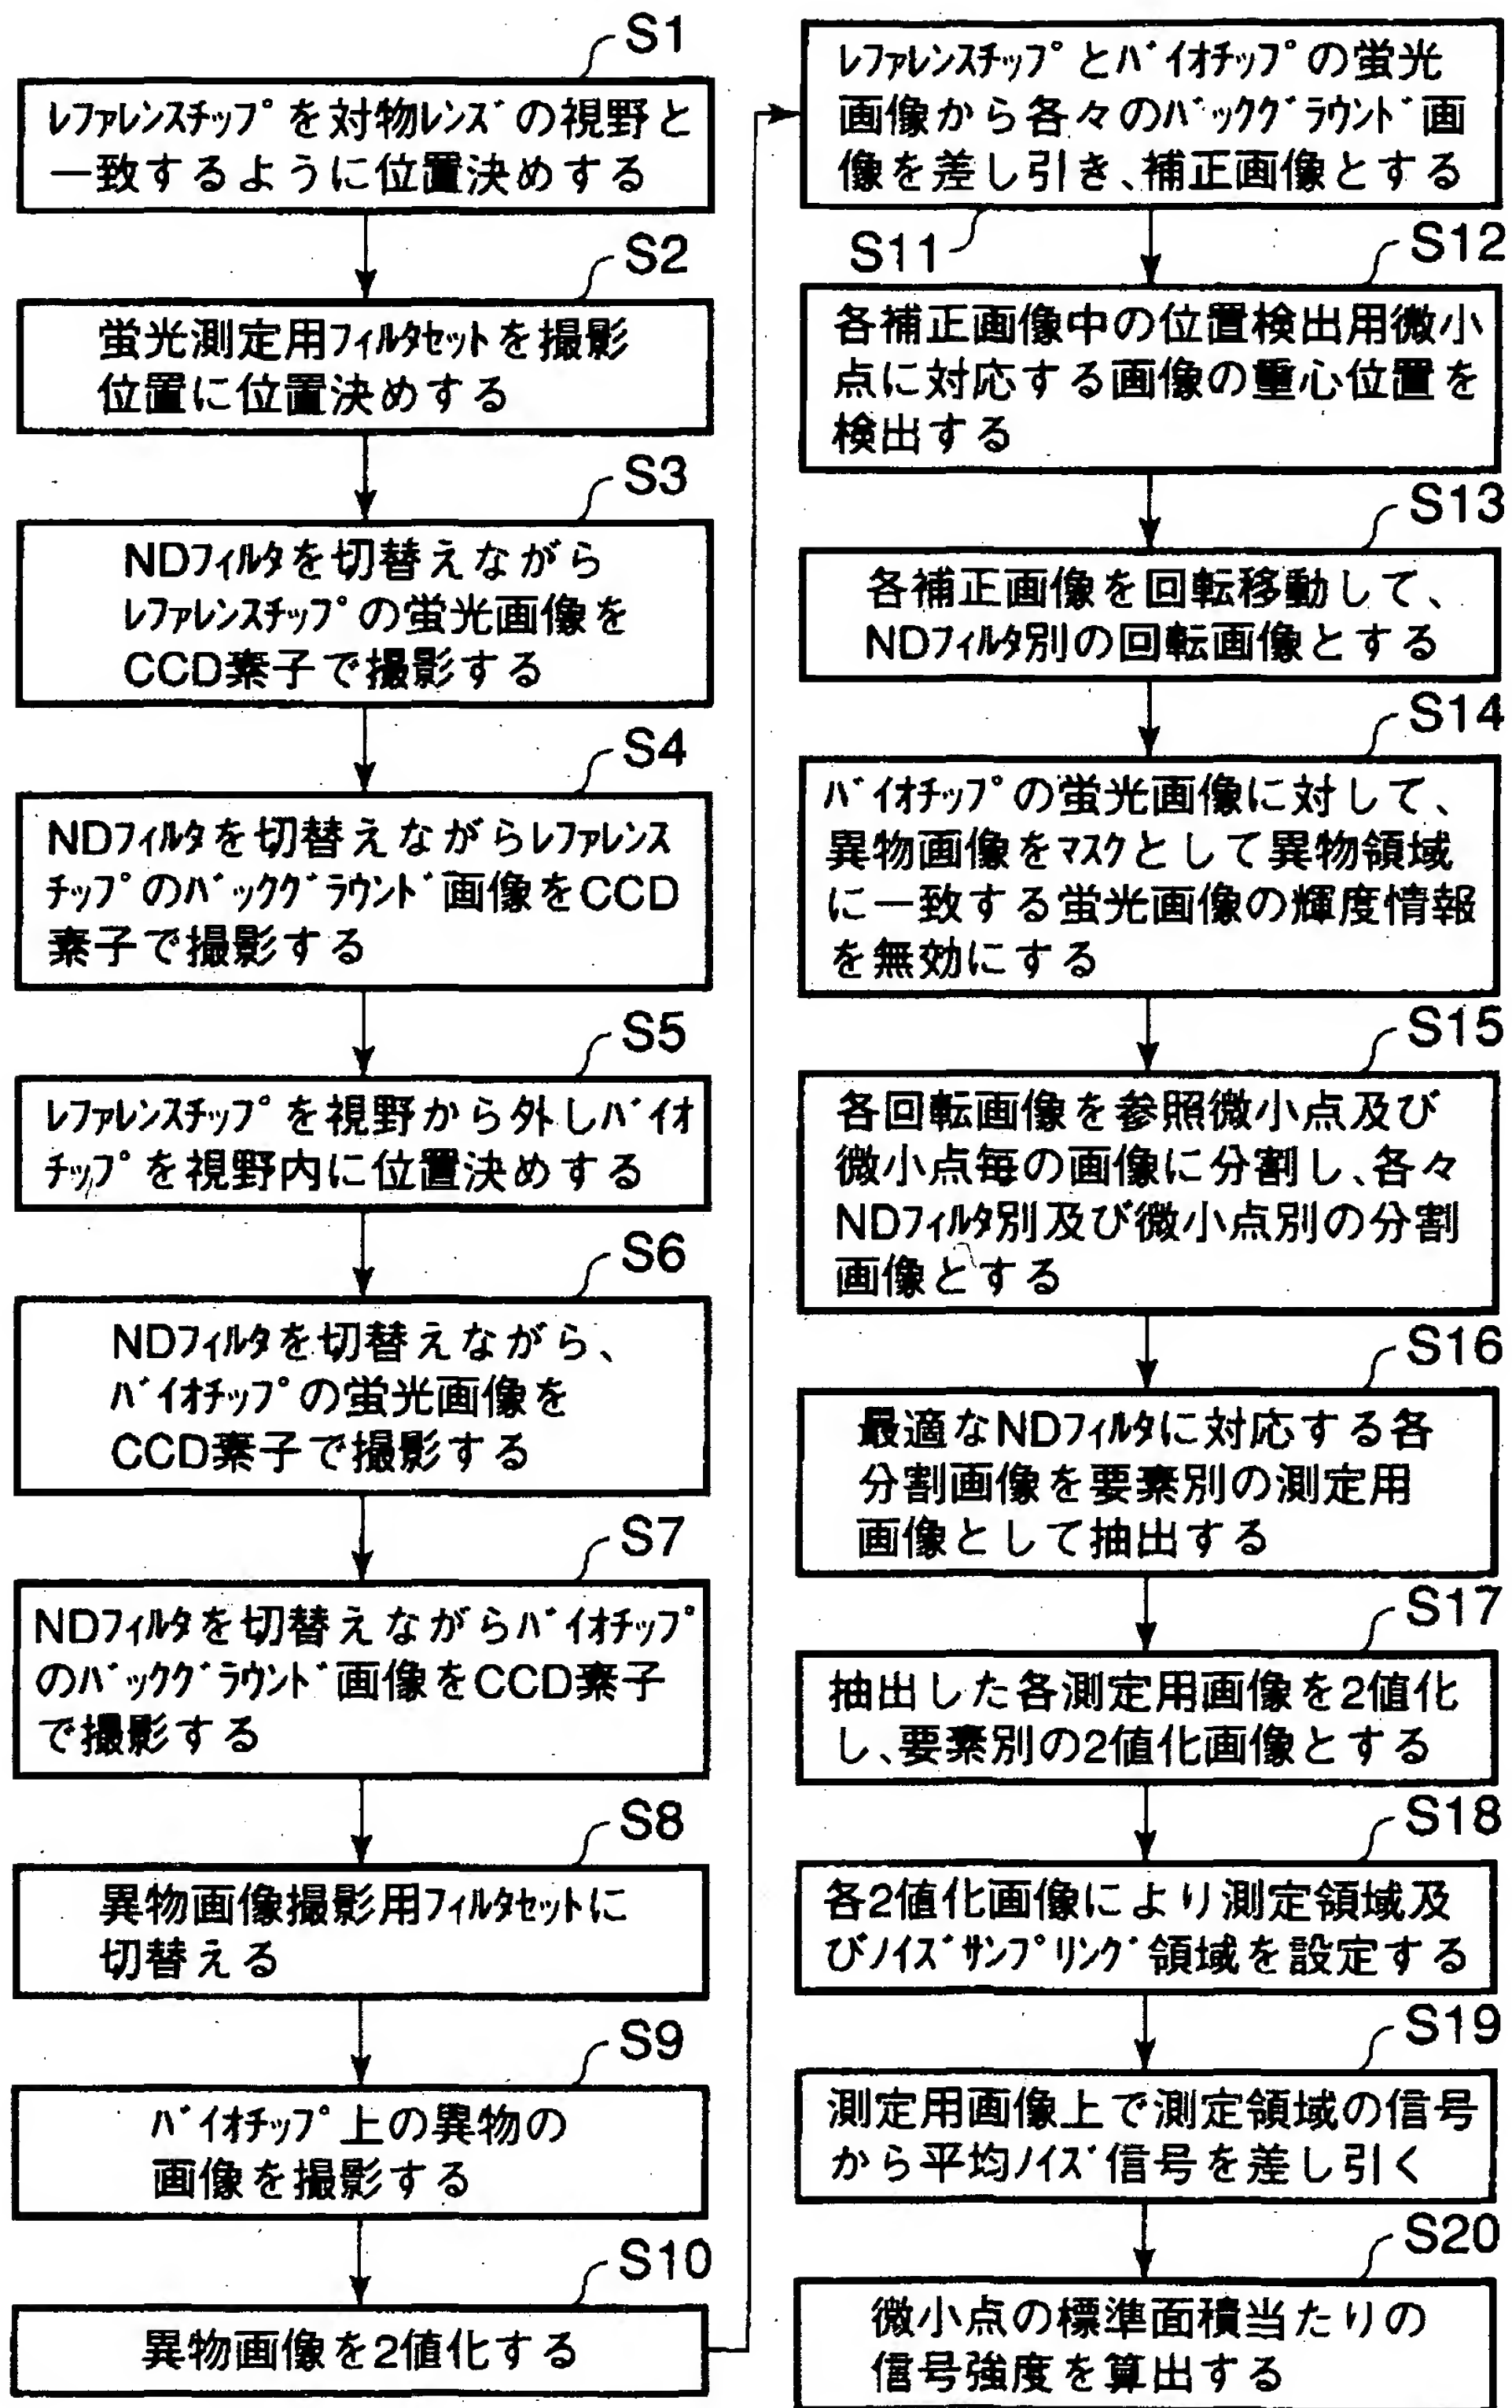 S1
レファレンスチップを対物レンズの視野と
一致するように位置決めする
S2
蛍光測定用フィルタセットを撮影
位置に位置決めする
S3
NDフィルタを切替えながら
レファレンスチップの蛍光画像を
CCD素子で撮影する
S4
NDフィルタを切替えながらレファレンス
チップのバックグラウンド画像をCCD
素子で撮影する
S5
レファレンスチップを視野から外しバイオ
チップを視野内に位置決めする
S6
NDフィルタを切替えながら、
バイオチップの蛍光画像を
CCD素子で撮影する
S7
NDフィルタを切替えながらバイオチップ
のバックグラウンド画像をCCD素子
で撮影する
S8
異物画像撮影用フィルタセットに
切替える
S9
バイオチップ上の異物の
画像を撮影する
S10
異物画像を2値化する
レファレンスチップとバイオチップの蛍光
画像から各々のバックグラウンド画
像を差し引き、補正画像とする
S11
S12
各補正画像中の位置検出用微小
点に対応する画像の重心位置を
検出する
S13
各補正画像を回転移動して、
NDフィルタ別の回転画像とする
S14
バイオチップの蛍光画像に対して、
異物画像をマスクとして異物領域
に一致する蛍光画像の輝度情報
を無効にする
S15
各回転画像を参照微小点及び
微小点毎の画像に分割し、各々
NDフィルタ別及び微小点別の分割
画像とする
S16
最適なNDフィルタに対応する各
分割画像を要素別の測定用
画像として抽出する
S17
抽出した各測定用画像を2値化
し、要素別の2値化画像とする
S18
各2値化画像により測定領域及
びノイズサンプリング領域を設定する
S19
測定用画像上で測定領域の信号
から平均ノイズ信号を差し引く
S20
微小点の標準面積当たりの
信号強度を算出する